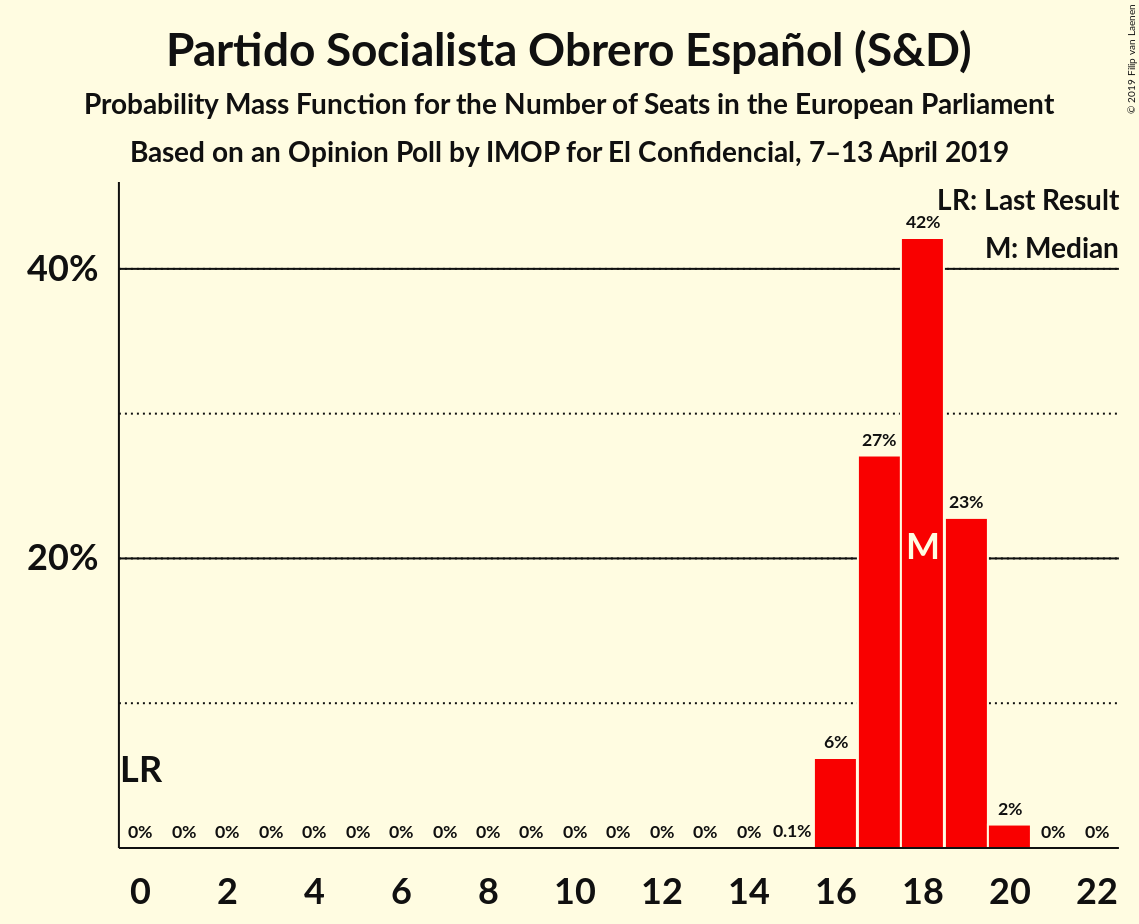 Partido Socialista Obrero Español (S&D)
Probability Mass Function for the Number of Seats in the European Parliament
Based on an Opinion Poll by IMOP for El Confidencial, 7–13 April 2019
© 2019 Filip van Laenen
LR: Last Result
M: Median
42%
40%
27%
23%
20%
M
6%
LR
2%
0% 0% 0% 0% 0% 0% 0% 0% 0% 0% 0% 0% 0% 0% 0% 0.1% 0% 0%
0 2 4 6 8 10 12 14 16 18 20 22